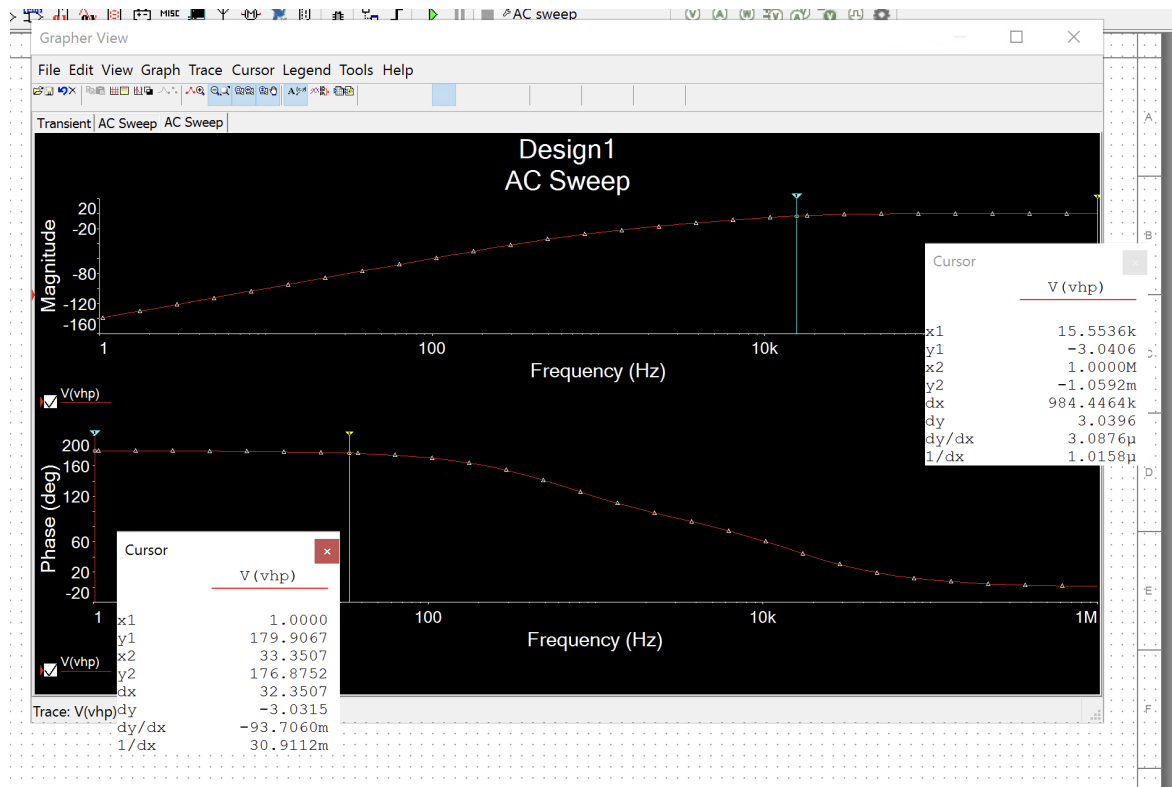 MISC
AC sweep
Grapher View
File Edit View Graph Trace Cursor Legend Tools Help
Transient AC Sweep AC Sweep
Design1
AC Sweep
Magnitude
20
-20
-80
-120
-160
1 100 10k
Frequency (Hz)
V(vhp)
Cursor
V(vhp)
x1 15.5536k
y1 -3.0406
x2 1.0000M
y2 -1.0592m
dx 984.4464k
dy 3.0396
dy/dx 3.0876µ
1/dx 1.0158µ
Phase (deg)
200
160
120
60
20
-20
1 100 10k 1M
Frequency (Hz)
V(vhp)
Cursor
V(vhp)
x1 1.0000
y1 179.9067
x2 33.3507
y2 176.8752
dx 32.3507
dy -3.0315
dy/dx -93.7060m
1/dx 30.9112m
Trace: V(vhp)
A
B
C
D
E
F